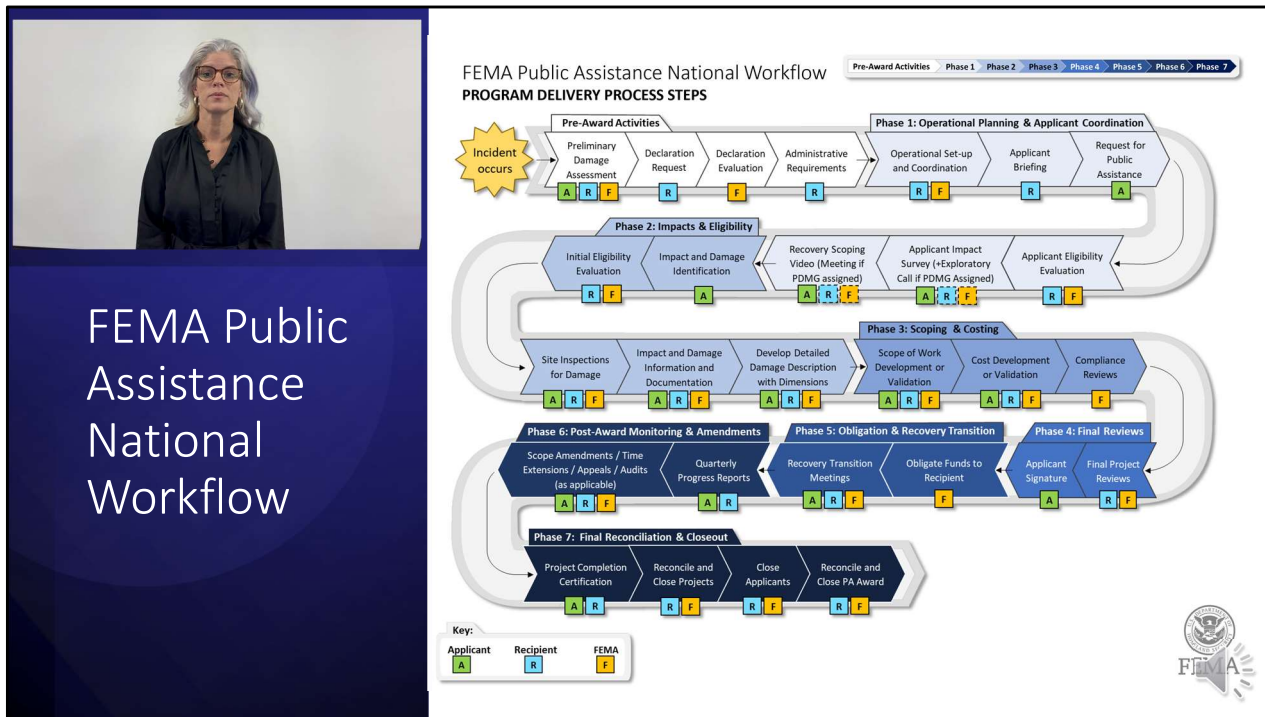 FEMA Public
Assistance
National
Workflow
FEMA Public Assistance National Workflow
PROGRAM DELIVERY PROCESS STEPS
Pre-Award Activities
Phase 1
Phase 2
Phase 3
Phase 4
Phase 5
Phase 6
Phase 7
Incident
occurs
Pre-Award Activities
Preliminary
Damage
Assessment
A R F
Declaration
Request
R
Declaration
Evaluation
F
Administrative
Requirements
R
Phase 1: Operational Planning & Applicant Coordination
Operational Set-up
and Coordination
R F
Applicant
Briefing
R
Request for
Public
Assistance
A
Applicant Eligibility
Evaluation
R F
Applicant Impact
Survey (+Exploratory
Call if PDMG Assigned)
A R F
Recovery Scoping
Video (Meeting if
PDMG assigned)
A R F
Phase 2: Impacts & Eligibility
Impact and Damage
Identification
A
Initial Eligibility
Evaluation
R F
Site Inspections
for Damage
A R F
Impact and Damage
Information and
Documentation
A R F
Develop Detailed
Damage Description
with Dimensions
A R F
Phase 3: Scoping & Costing
Scope of Work
Development or
Validation
A R F
Cost Development
or Validation
A R F
Compliance
Reviews
F
Phase 4: Final Reviews
Final Project
Reviews
R F
Applicant
Signature
A
Phase 5: Obligation & Recovery Transition
Obligate Funds to
Recipient
F
Recovery Transition
Meetings
A R F
Phase 6: Post-Award Monitoring & Amendments
Quarterly
Progress Reports
A R
Scope Amendments / Time
Extensions / Appeals / Audits
(as applicable)
A R F
Phase 7: Final Reconciliation & Closeout
Project Completion
Certification
A R
Reconcile and
Close Projects
R F
Close
Applicants
R F
Reconcile and
Close PA Award
R F
Key:
Applicant
A
Recipient
R
FEMA
F
FEMA